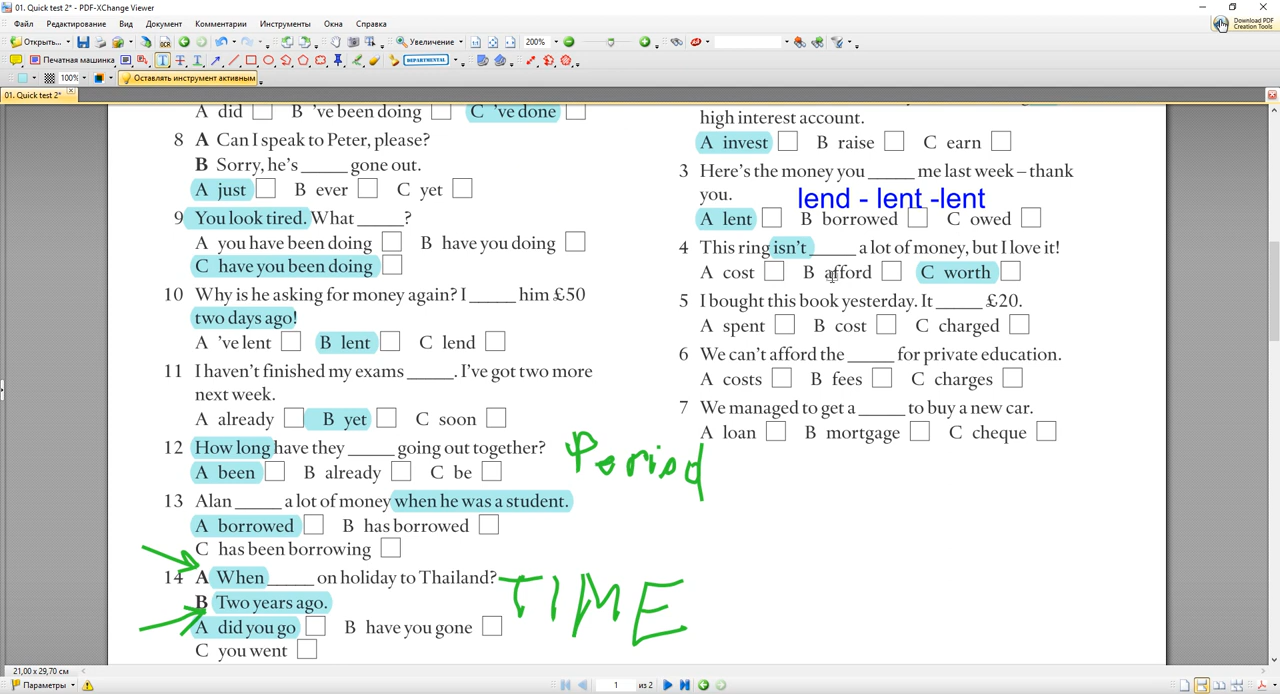 01. Quick test 2* - PDF-XChange Viewer
Файл Редактирование Вид Документ Комментарии Инструменты Окна Справка
Download PDF Creation Tools
Открыть... OCR Увеличение 200%
Печатная машинка DEPARTMENTAL
100% Оставлять инструмент активным
01. Quick test 2*
A did B 've been doing C 've done
8 A Can I speak to Peter, please?
B Sorry, he's _____ gone out.
A just B ever C yet
9 You look tired. What _____?
A you have been doing B have you doing
C have you been doing
10 Why is he asking for money again? I _____ him £50
two days ago!
A 've lent B lent C lend
11 I haven't finished my exams _____. I've got two more
next week.
A already B yet C soon
12 How long have they _____ going out together?
A been B already C be
Period
13 Alan _____ a lot of money when he was a student.
A borrowed B has borrowed
C has been borrowing
14 A When _____ on holiday to Thailand?
B Two years ago.
TIME
A did you go B have you gone
C you went
high interest account.
A invest B raise C earn
3 Here's the money you _____ me last week – thank
you.
lend - lent -lent
A lent B borrowed C owed
4 This ring isn't _____ a lot of money, but I love it!
A cost B afford C worth
5 I bought this book yesterday. It _____ £20.
A spent B cost C charged
6 We can't afford the _____ for private education.
A costs B fees C charges
7 We managed to get a _____ to buy a new car.
A loan B mortgage C cheque
21,00 x 29,70 см
Параметры 1 из 2